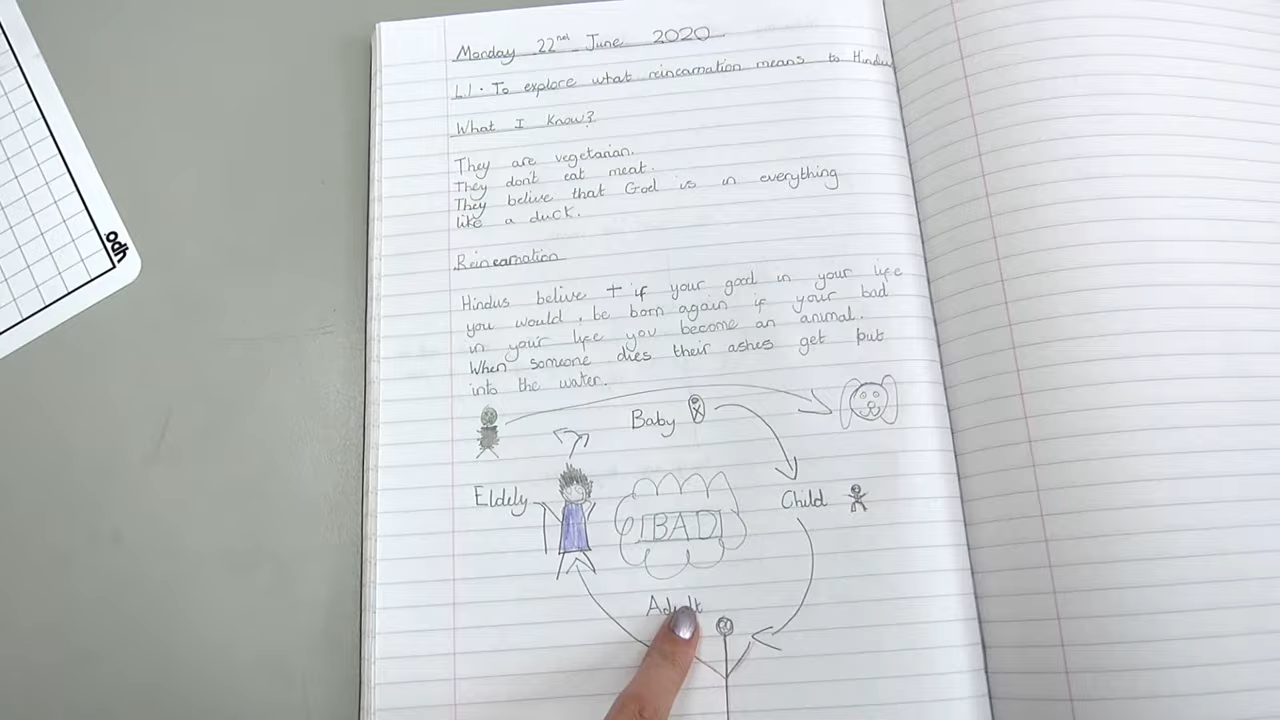 Monday 22nd June 2020
L.I. To explore what reincarnation means to Hindus
What I Know?
They are vegetarian.
They don't eat meat.
They belive that God is in everything
like a duck.
Reincarnation
Hindus belive + if your good in your life
you would, be born again if your bad
in your life you become an animal.
When someone dies their ashes get put
into the water.
Baby
Eldely
Child
BAD
Adult